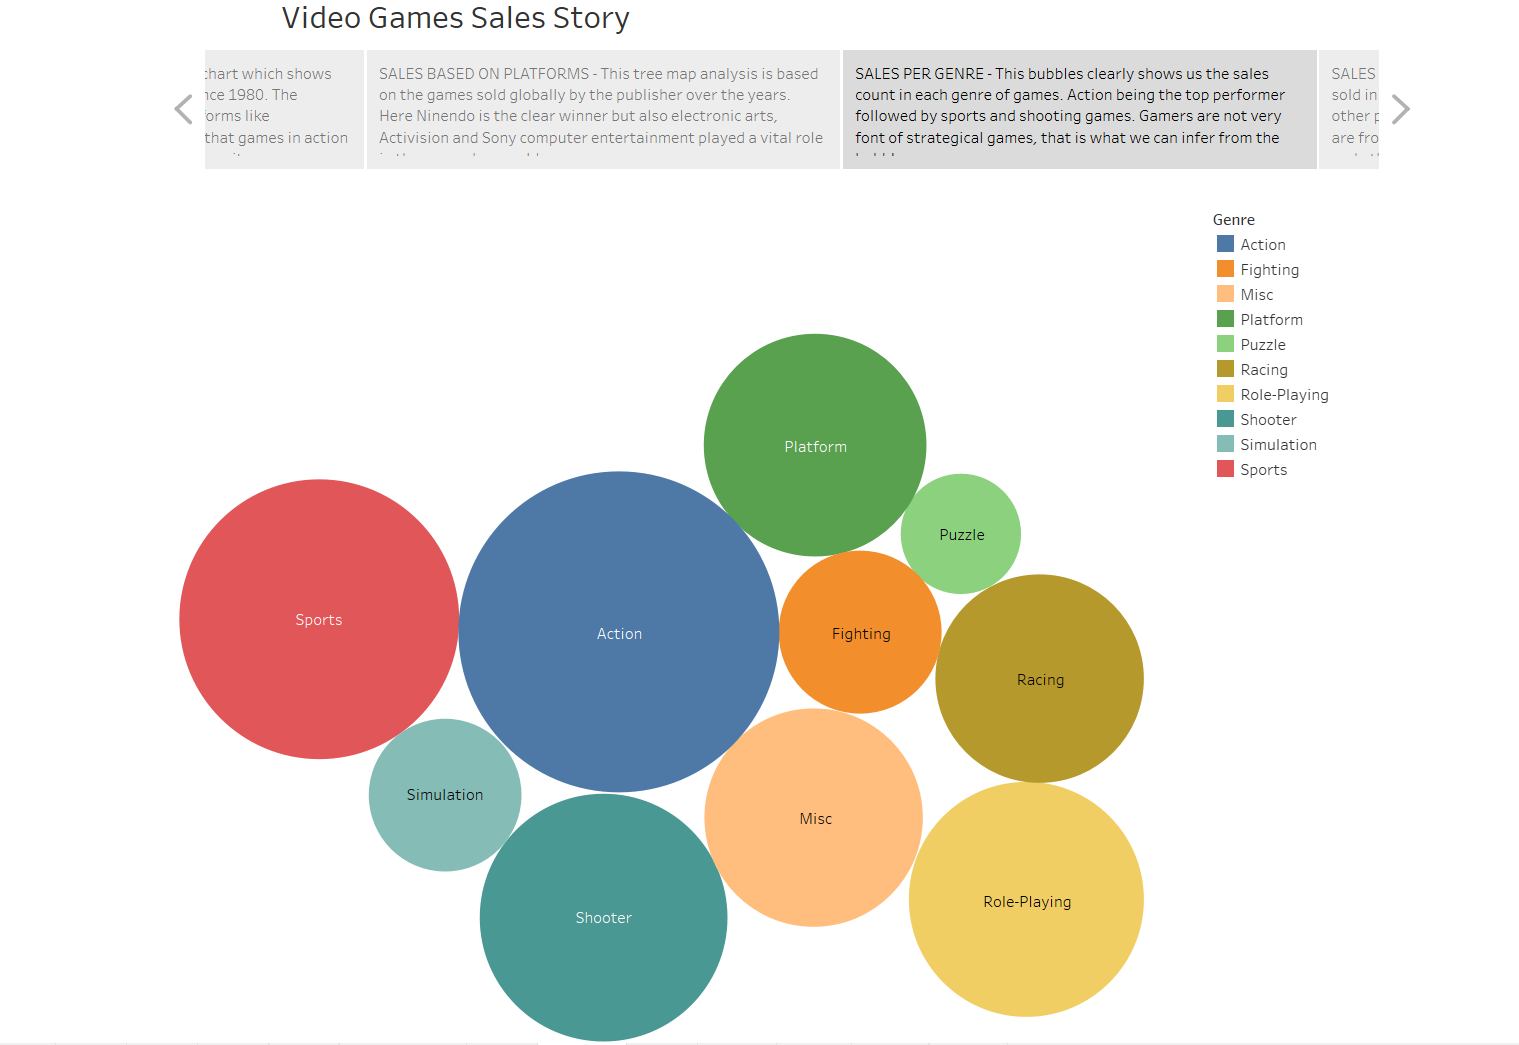 Video Games Sales Story
chart which shows
nce 1980. The
forms like
that games in action
SALES BASED ON PLATFORMS - This tree map analysis is based
on the games sold globally by the publisher over the years.
Here Ninendo is the clear winner but also electronic arts,
Activision and Sony computer entertainment played a vital role
SALES PER GENRE - This bubbles clearly shows us the sales
count in each genre of games. Action being the top performer
followed by sports and shooting games. Gamers are not very
font of strategical games, that is what we can infer from the
SALES
sold in
other p
are fro
Genre
Action
Fighting
Misc
Platform
Puzzle
Racing
Role-Playing
Shooter
Simulation
Sports
Platform
Puzzle
Sports
Action
Fighting
Racing
Simulation
Misc
Role-Playing
Shooter